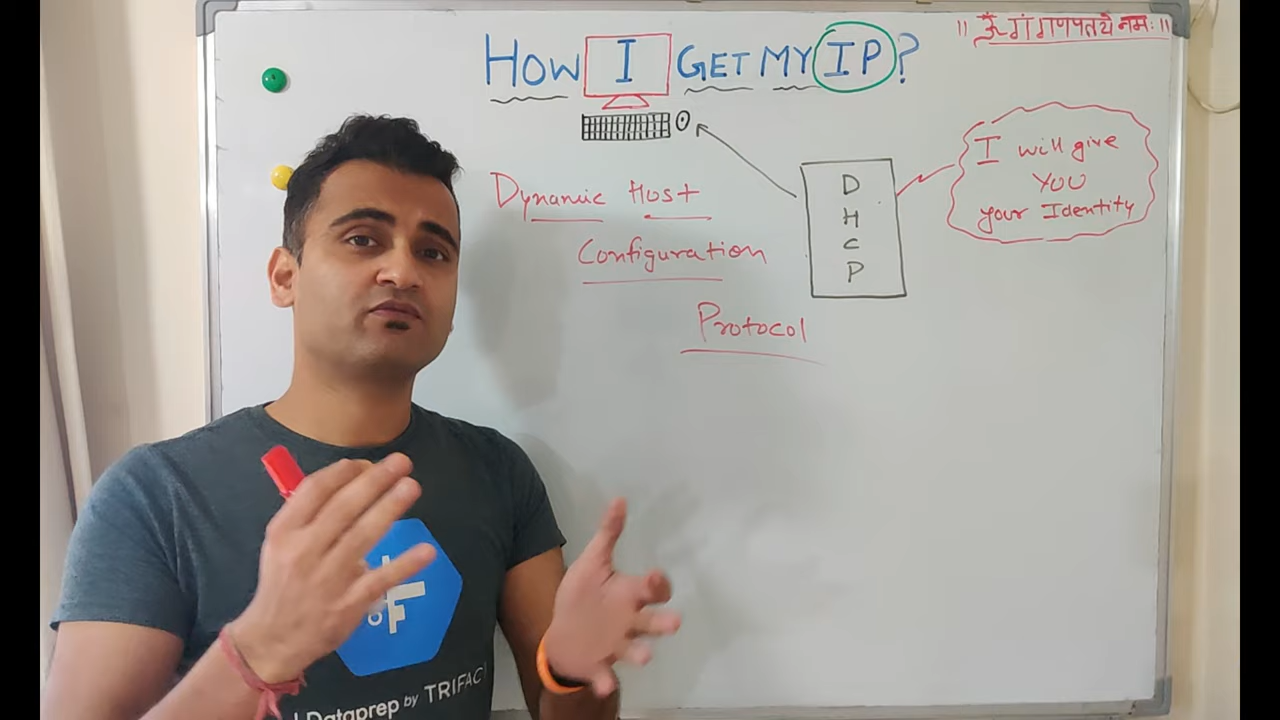 ॥ ॐ गं गणपतये नमः ॥
HOW I GET MY IP?
Dynamic Host
Configuration
Protocol
D
H
C
P
I will give
YOU
your Identity
Dataprep by TRIFAC